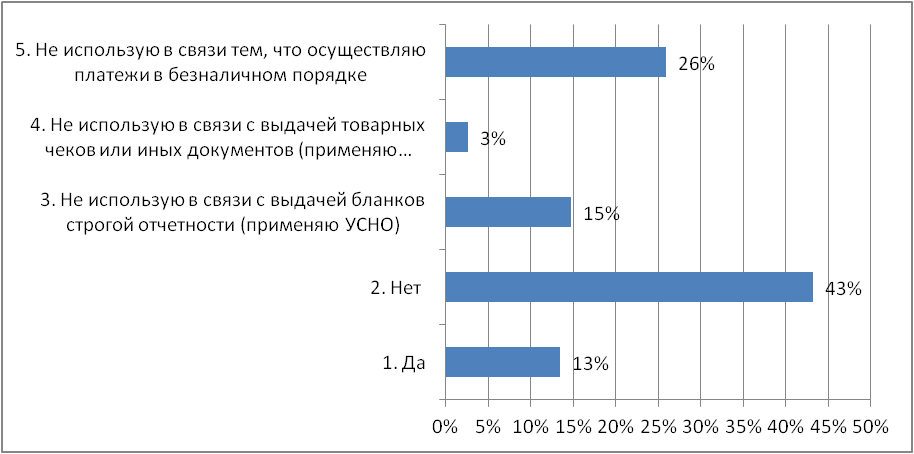 5. Не использую в связи тем, что осуществляю
платежи в безналичном порядке
26%
4. Не использую в связи с выдачей товарных
чеков или иных документов (применяю…
3%
3. Не использую в связи с выдачей бланков
строгой отчетности (применяю УСНО)
15%
2. Нет
43%
1. Да
13%
0% 5% 10% 15% 20% 25% 30% 35% 40% 45% 50%